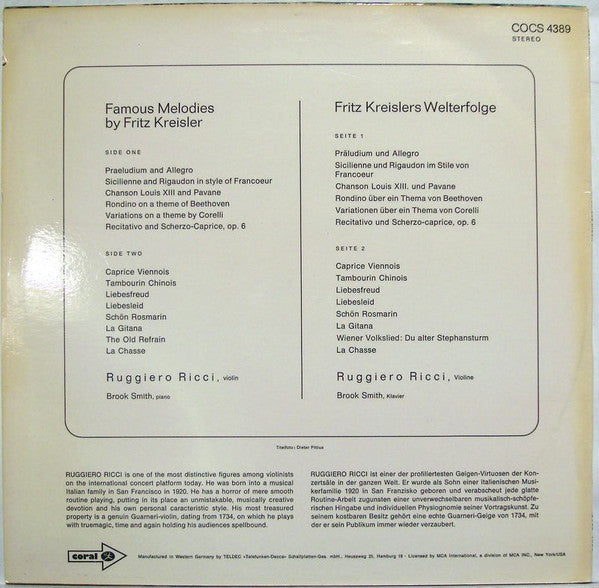 COCS 4389
STEREO
Famous Melodies
by Fritz Kreisler
SIDE ONE
Praeludium and Allegro
Sicilienne and Rigaudon in style of Francoeur
Chanson Louis XIII and Pavane
Rondino on a theme of Beethoven
Variations on a theme by Corelli
Recitativo and Scherzo-Caprice, op. 6
SIDE TWO
Caprice Viennois
Tambourin Chinois
Liebesfreud
Liebesleid
Schön Rosmarin
La Gitana
The Old Refrain
La Chasse
Ruggiero Ricci, violin
Brook Smith, piano
Fritz Kreislers Welterfolge
SEITE 1
Präludium und Allegro
Sicilienne und Rigaudon im Stile von
Francoeur
Chanson Louis XIII. und Pavane
Rondino über ein Thema von Beethoven
Variationen über ein Thema von Corelli
Recitativo und Scherzo-caprice, op. 6
SEITE 2
Caprice Viennois
Tambourin Chinois
Liebesfreud
Liebesleid
Schön Rosmarin
La Gitana
Wiener Volkslied: Du alter Stephansturm
La Chasse
Ruggiero Ricci, Violine
Brook Smith, Klavier
Titelfoto: Dieter Pittius
RUGGIERO RICCI is one of the most distinctive figures among violinists
on the international concert platform today. He was born into a musical
Italian family in San Francisco in 1920. He has a horror of mere smooth
routine playing, putting in its place an unmistakable, musically creative
devotion and his own personal caracteristic style. His most treasured
property is a genuin Guarneri-violin, dating from 1734, on which he plays
with truemagic, time and again holding his audiences spellbound.
RUGGIERO RICCI ist einer der profiliertesten Geigen-Virtuosen der Kon-
zertsäle in der ganzen Welt. Er wurde als Sohn einer italienischen Musi-
kerfamilie 1920 in San Franzisko geboren und verabscheut jede glatte
Routine-Arbeit zugunsten einer unverwechselbaren musikalisch-schöpfe-
rischen Hingabe und individuellen Physiognomie seiner Vortragskunst. Zu
seinem kostbaren Besitz gehört eine echte Guarneri-Geige von 1734, mit
der er sein Publikum immer wieder verzaubert.
coral
Manufactured in Western Germany by TELDEC »Telefunken-Decca« Schallplatten-Ges. mbH., Heussweg 25, Hamburg 19 - Licensed by MCA International, a division of MCA INC., New York/USA